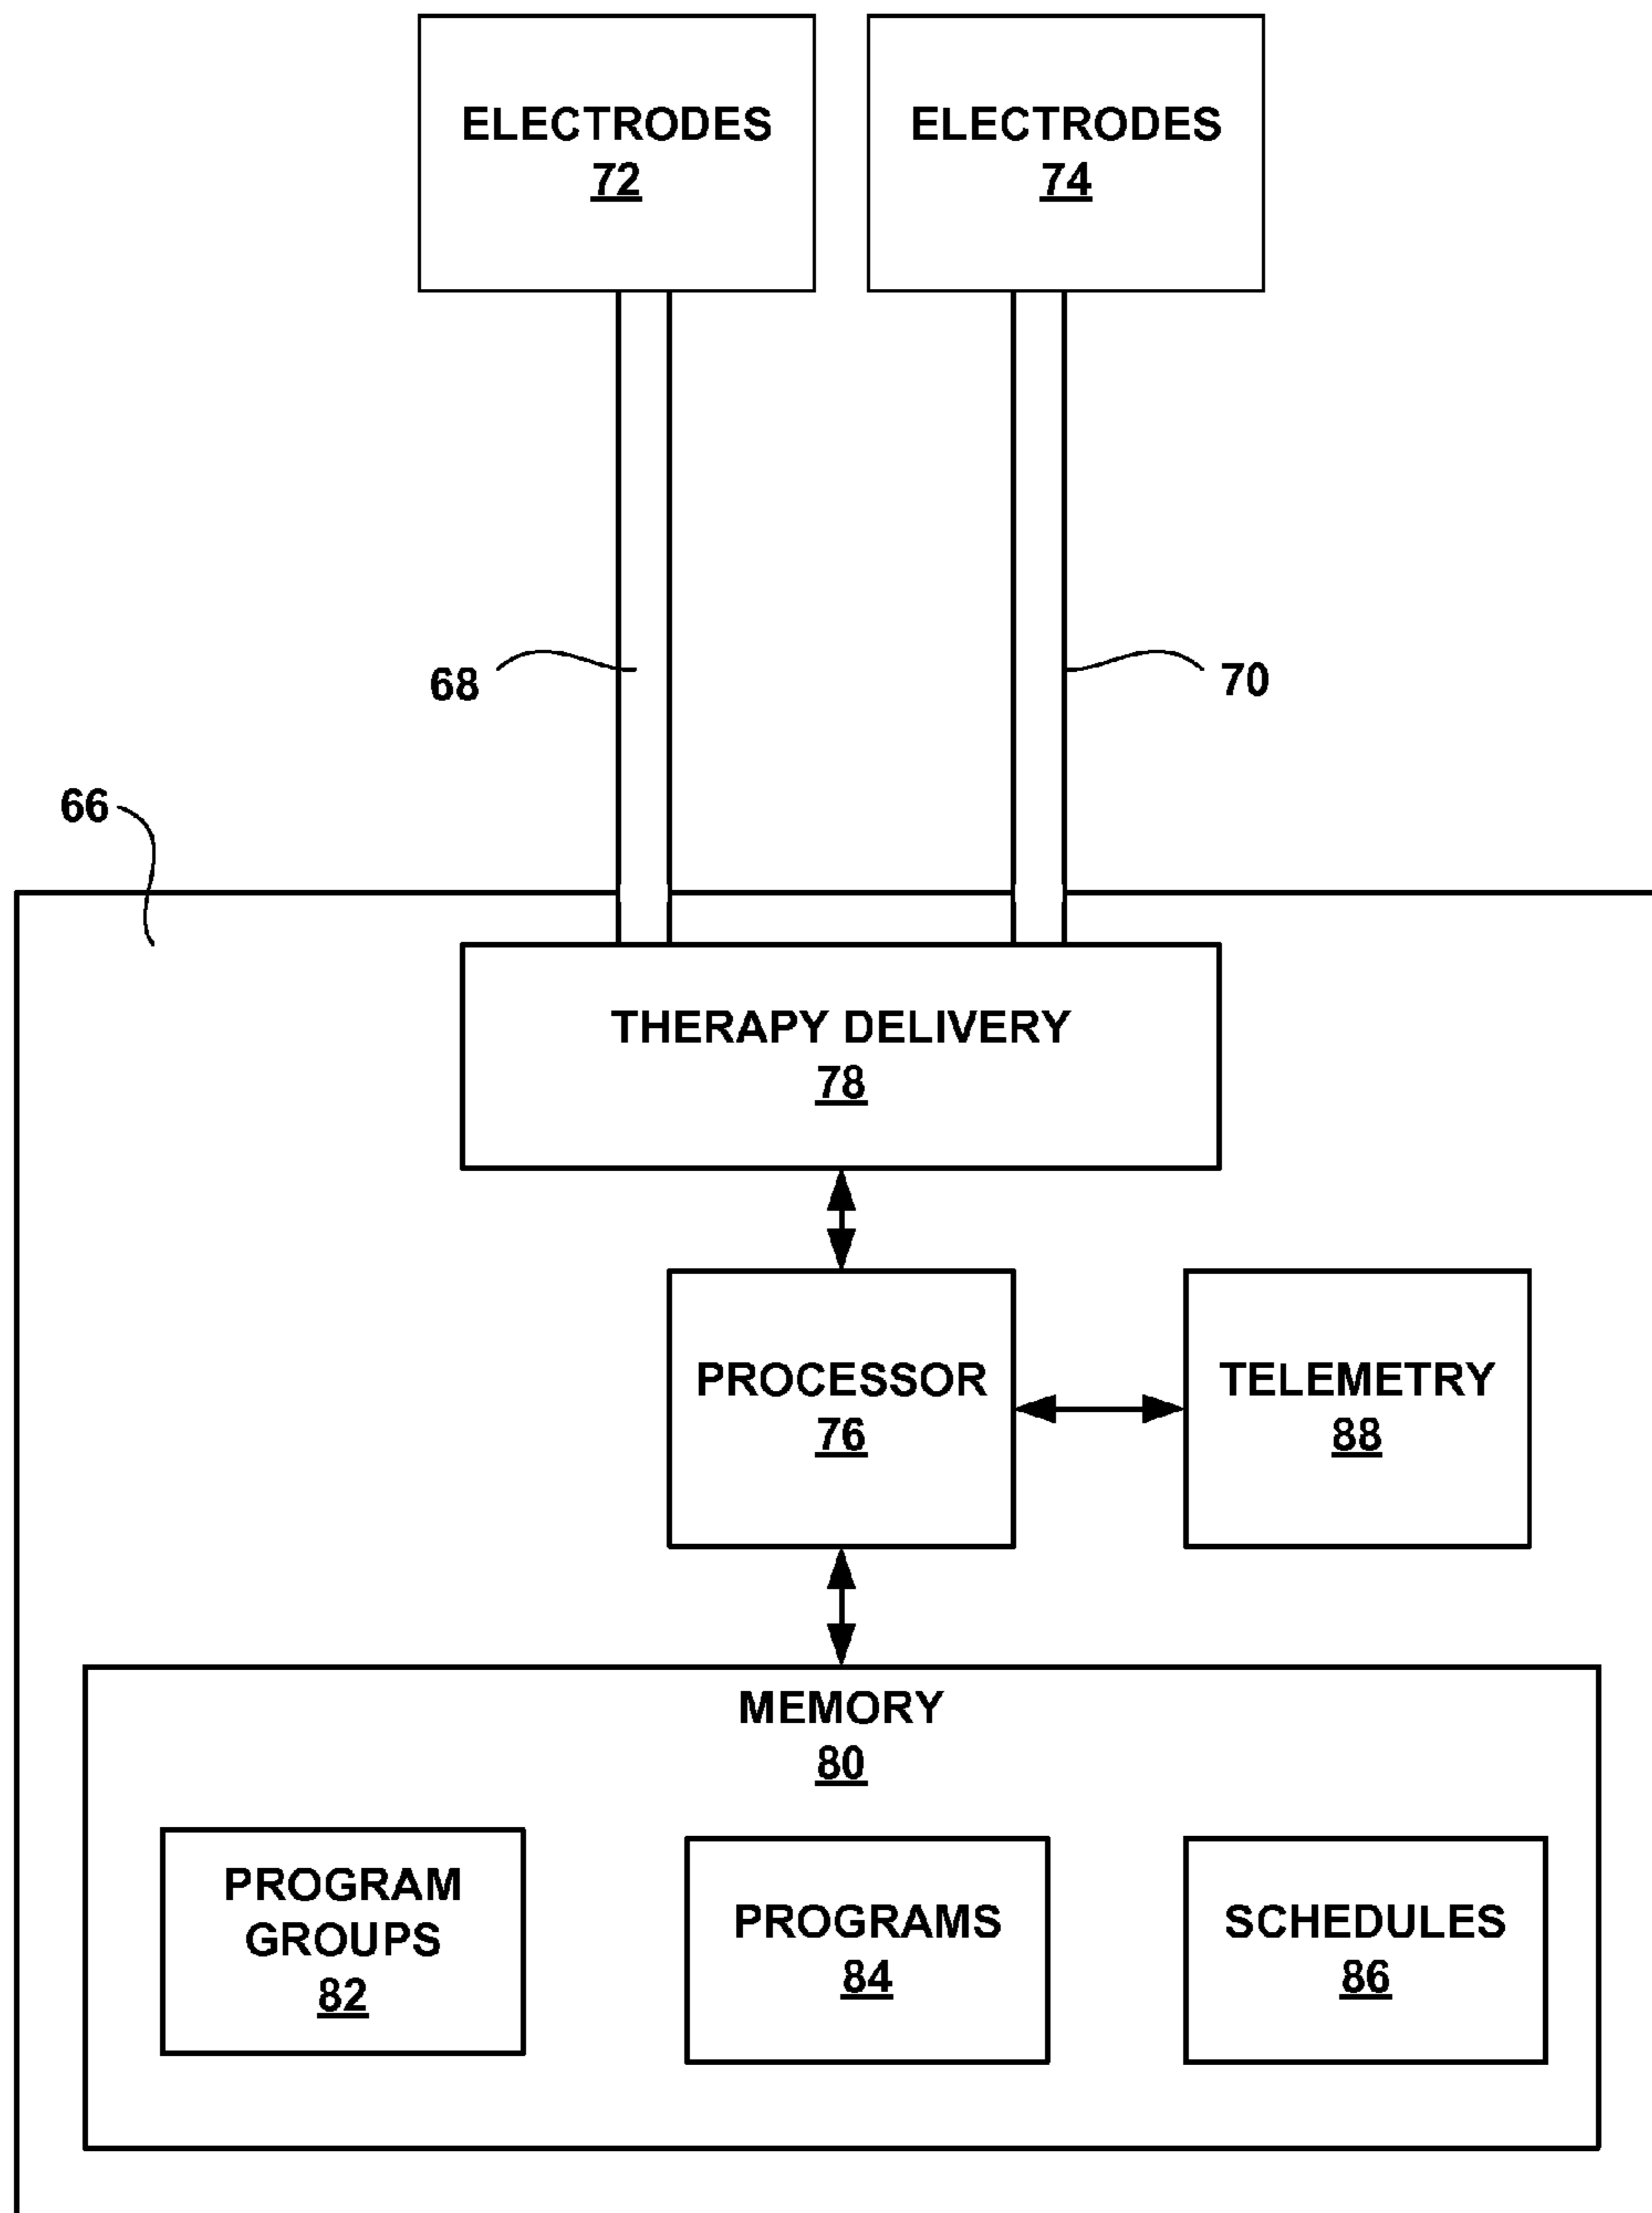 ELECTRODES
72
ELECTRODES
74
68
70
66
THERAPY DELIVERY
78
PROCESSOR
76
TELEMETRY
88
MEMORY
80
PROGRAM
GROUPS
82
PROGRAMS
84
SCHEDULES
86